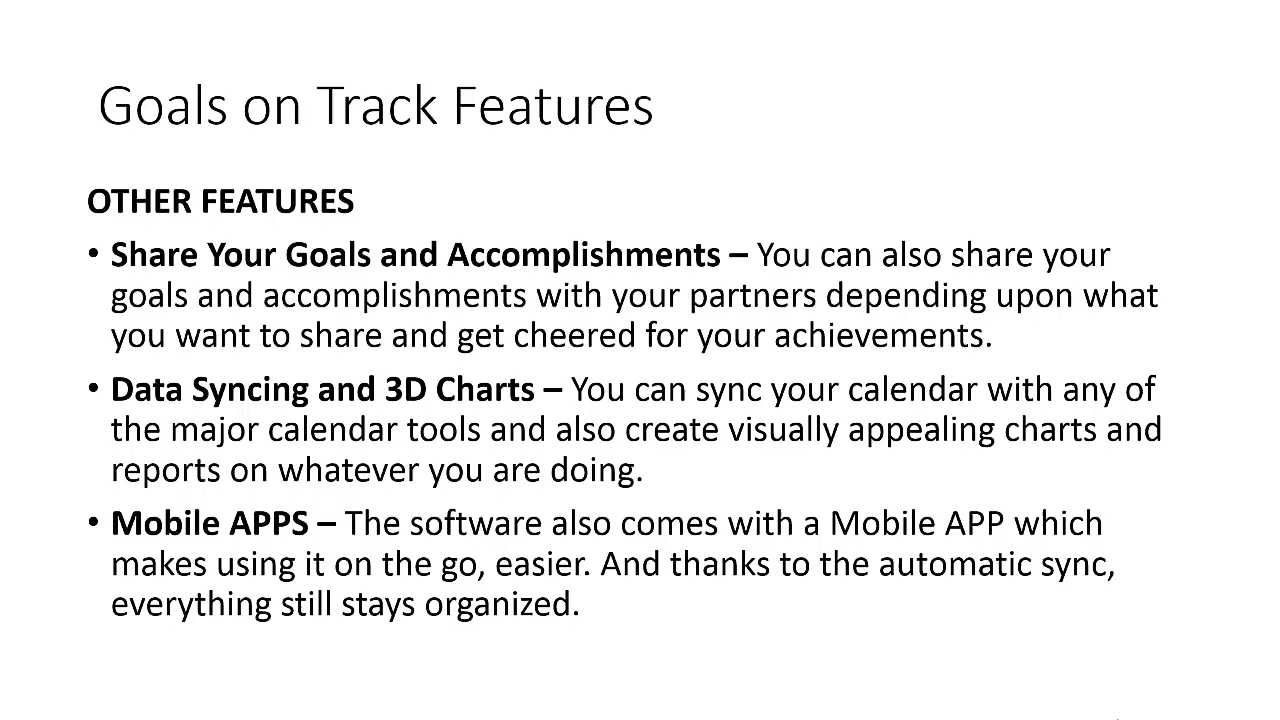 Goals on Track Features
OTHER FEATURES
• Share Your Goals and Accomplishments – You can also share your
goals and accomplishments with your partners depending upon what
you want to share and get cheered for your achievements.
• Data Syncing and 3D Charts – You can sync your calendar with any of
the major calendar tools and also create visually appealing charts and
reports on whatever you are doing.
• Mobile APPS – The software also comes with a Mobile APP which
makes using it on the go, easier. And thanks to the automatic sync,
everything still stays organized.